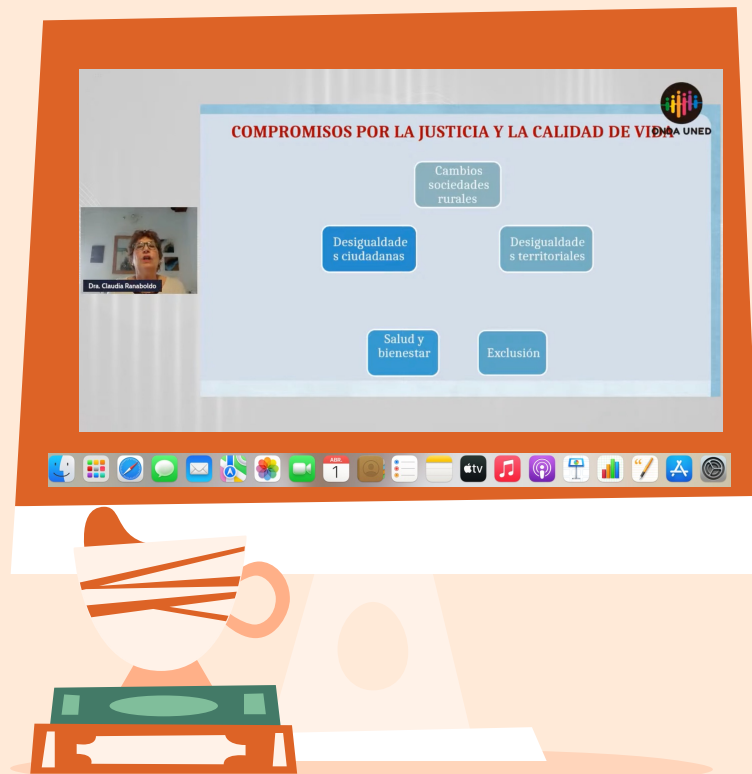 COMPROMISOS POR LA JUSTICIA Y LA CALIDAD DE VIDA
ONDA UNED
Cambios
sociedades
rurales
Desigualdade
s ciudadanas
Desigualdade
s territoriales
Dra. Claudia Ranaboldo
Salud y
bienestar
Exclusión
ABR.
1
tv